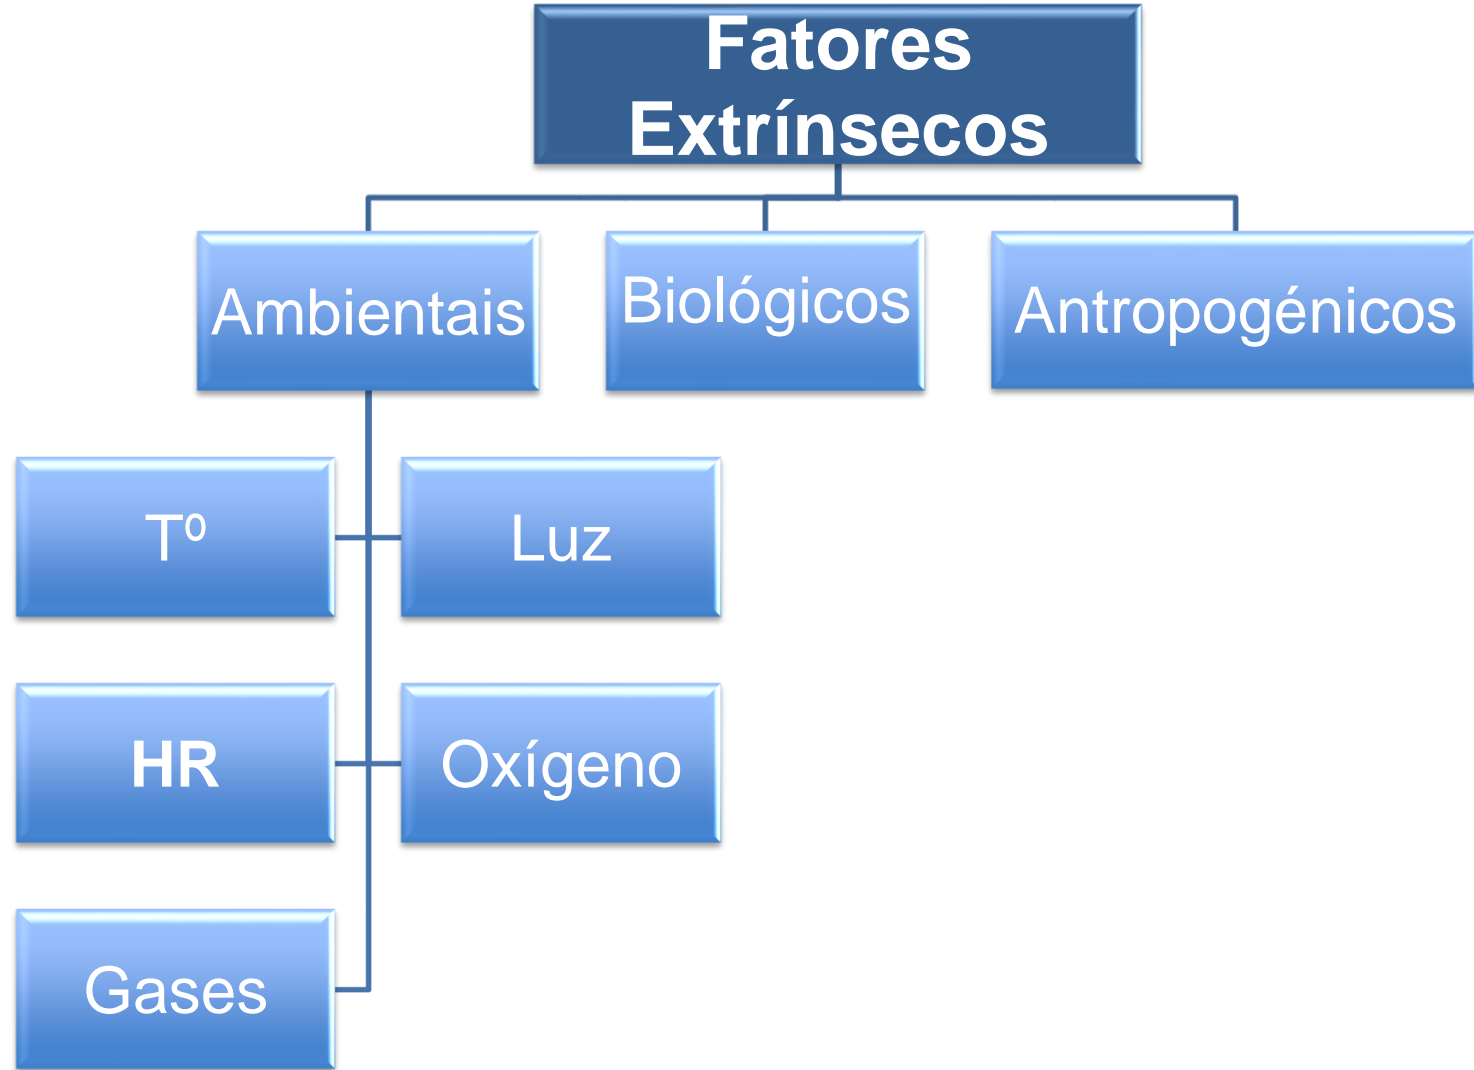 Fatores
Extrínsecos
Ambientais
Biológicos
Antropogénicos
Tº
Luz
HR
Oxígeno
Gases